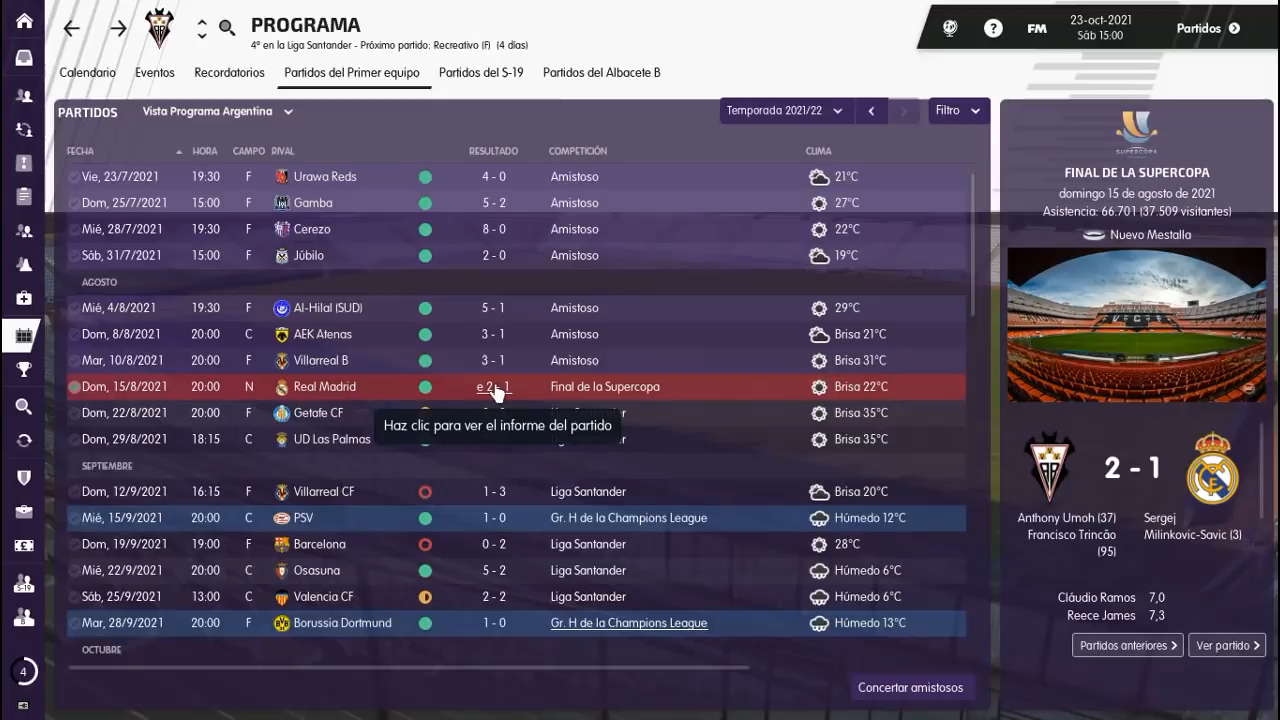 PROGRAMA
4º en la Liga Santander - Próximo partido: Recreativo (F) (4 días)
? FM 23-oct-2021
Sáb 15:00
Partidos
Calendario Eventos Recordatorios Partidos del Primer equipo Partidos del S-19 Partidos del Albacete B
PARTIDOS Vista Programa Argentina Temporada 2021/22 Filtro
FECHA HORA CAMPO RIVAL RESULTADO COMPETICIÓN CLIMA
Vie, 23/7/2021 19:30 F Urawa Reds 4 - 0 Amistoso 21°C
Dom, 25/7/2021 15:00 F Gamba 5 - 2 Amistoso 27°C
Mié, 28/7/2021 19:30 F Cerezo 8 - 0 Amistoso 22°C
Sáb, 31/7/2021 15:00 F Júbilo 2 - 0 Amistoso 19°C
AGOSTO
Mié, 4/8/2021 19:30 F Al-Hilal (SUD) 5 - 1 Amistoso 29°C
Dom, 8/8/2021 20:00 C AEK Atenas 3 - 1 Amistoso Brisa 21°C
Mar, 10/8/2021 20:00 F Villarreal B 3 - 1 Amistoso Brisa 31°C
Dom, 15/8/2021 20:00 N Real Madrid e 2 - 1 Final de la Supercopa Brisa 22°C
Dom, 22/8/2021 20:00 F Getafe CF Brisa 35°C
Haz clic para ver el informe del partido
Dom, 29/8/2021 18:15 C UD Las Palmas Brisa 35°C
SEPTIEMBRE
Dom, 12/9/2021 16:15 F Villarreal CF 1 - 3 Liga Santander Brisa 20°C
Mié, 15/9/2021 20:00 C PSV 1 - 0 Gr. H de la Champions League Húmedo 12°C
Dom, 19/9/2021 19:00 F Barcelona 0 - 2 Liga Santander 28°C
Mié, 22/9/2021 20:00 C Osasuna 5 - 2 Liga Santander Húmedo 6°C
Sáb, 25/9/2021 13:00 C Valencia CF 2 - 2 Liga Santander Húmedo 6°C
Mar, 28/9/2021 20:00 F Borussia Dortmund 1 - 0 Gr. H de la Champions League Húmedo 13°C
OCTUBRE
Concertar amistosos
SUPERCOPA
FINAL DE LA SUPERCOPA
domingo 15 de agosto de 2021
Asistencia: 66.701 (37.509 visitantes)
Nuevo Mestalla
2 - 1
Anthony Umoh (37)
Francisco Trincão
(95)
Sergej
Milinkovic-Savic (3)
Cláudio Ramos 7,0
Reece James 7,3
Partidos anteriores Ver partido
S-19
B
4